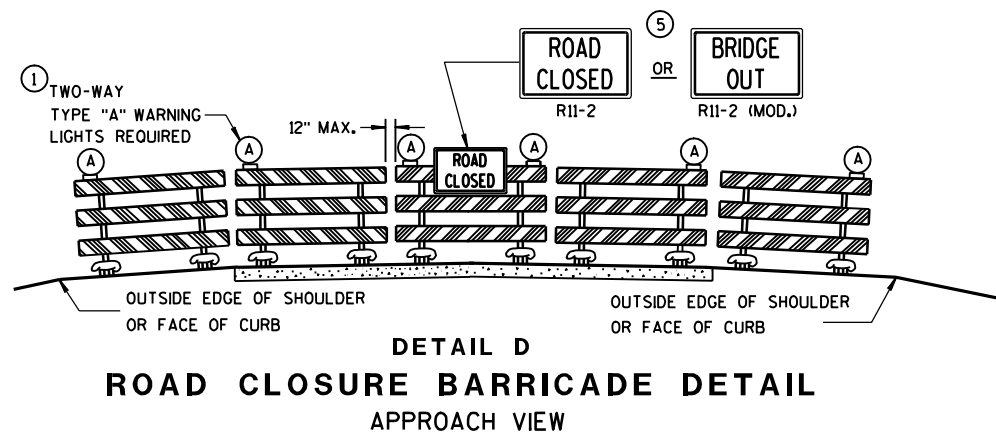 ROAD
CLOSED
R11-2
5
OR
BRIDGE
OUT
R11-2 (MOD.)
1
TWO-WAY
TYPE "A" WARNING
LIGHTS REQUIRED
12" MAX.
A
A
A
A
A
A
ROAD
CLOSED
OUTSIDE EDGE OF SHOULDER
OR FACE OF CURB
OUTSIDE EDGE OF SHOULDER
OR FACE OF CURB
DETAIL D
ROAD CLOSURE BARRICADE DETAIL
APPROACH VIEW